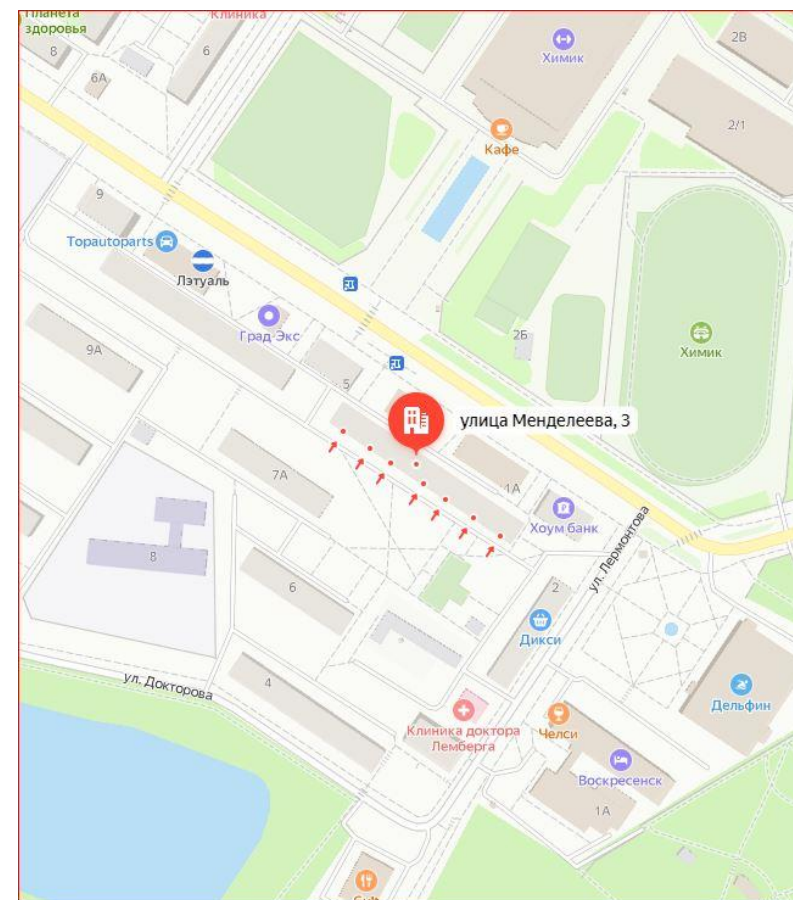 Планета
здоровья
Клиника
8
6
6А
Химик
2В
2/1
Кафе
9
Topautoparts
Лэтуаль
Град Экс
2Б
Химик
9А
5
улица Менделеева, 3
7А
1А
Хоум банк
ул. Лермонтова
8
6
2
Дикси
ул. Докторова
4
Дельфин
Клиника доктора
Лемберга
Челси
Воскресенск
1А